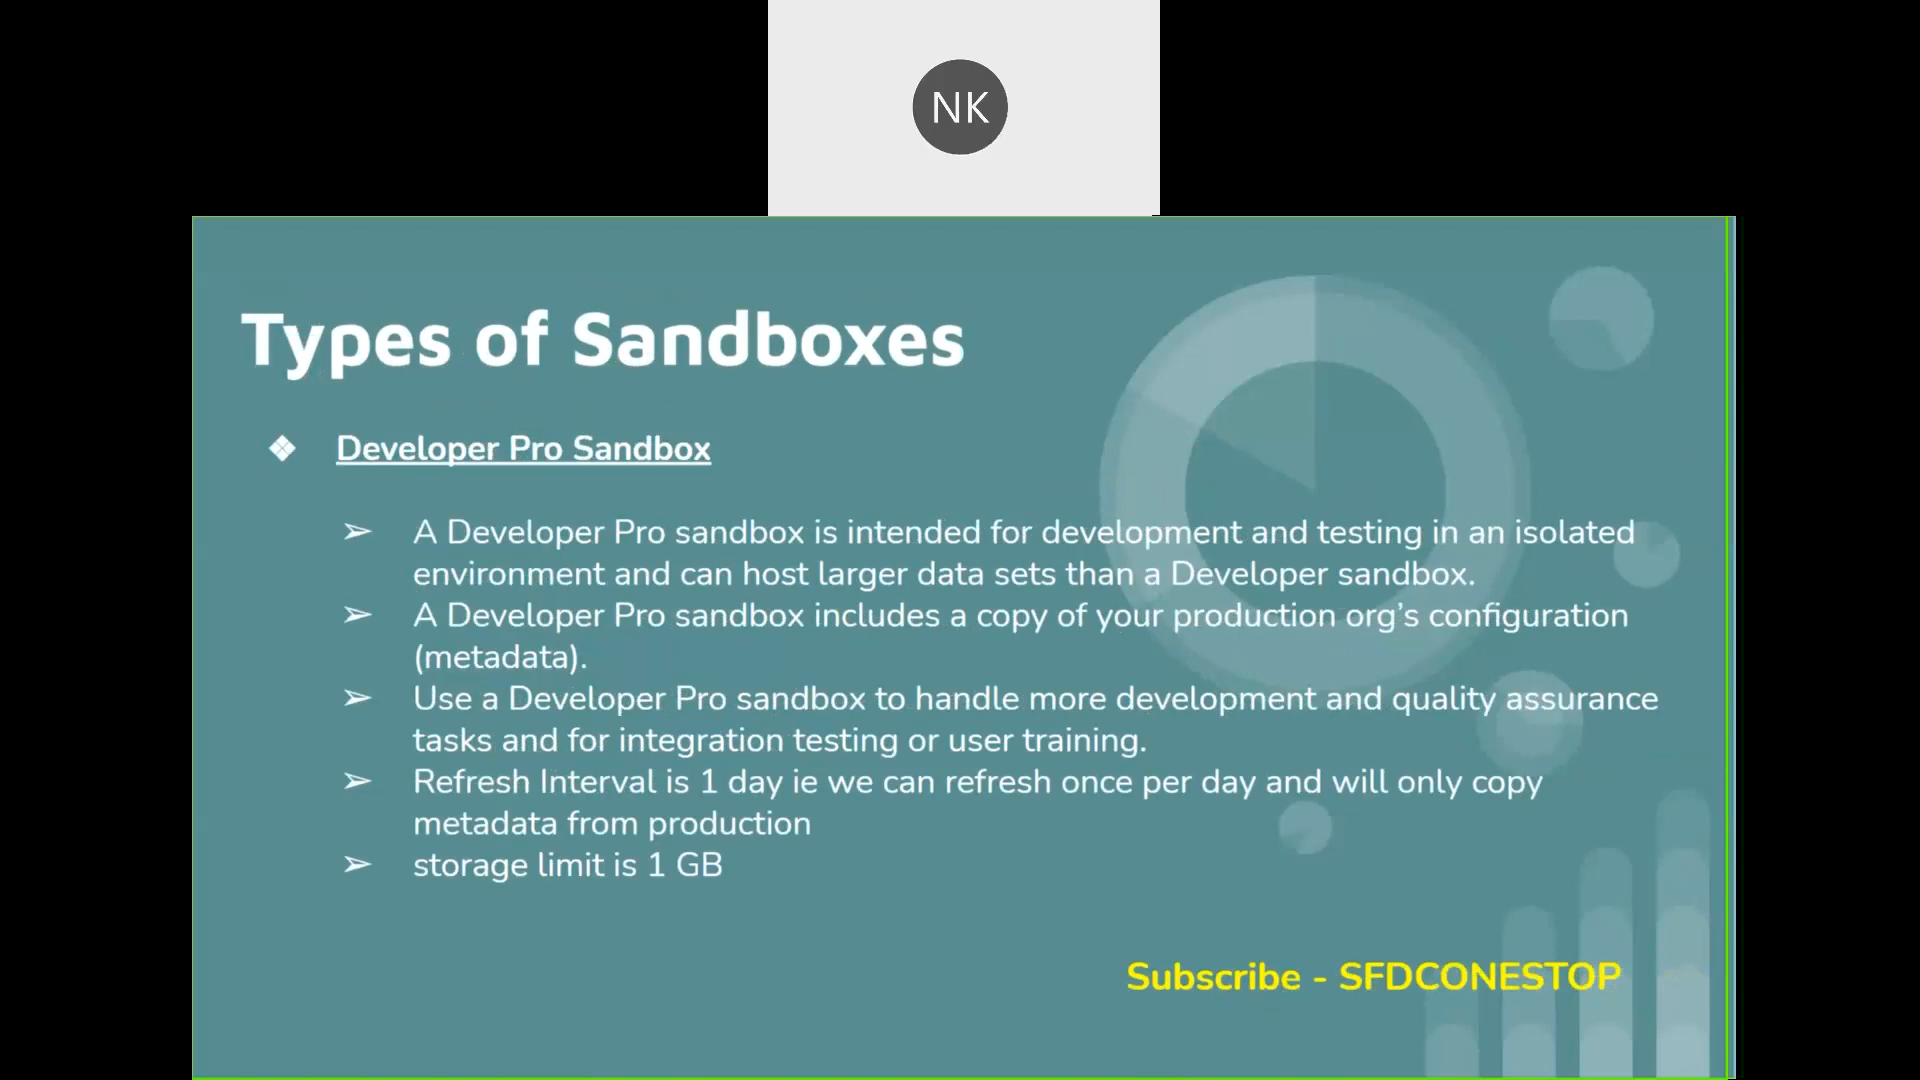 NK
Types of Sandboxes
❖ Developer Pro Sandbox
➢ A Developer Pro sandbox is intended for development and testing in an isolated
environment and can host larger data sets than a Developer sandbox.
➢ A Developer Pro sandbox includes a copy of your production org’s configuration
(metadata).
➢ Use a Developer Pro sandbox to handle more development and quality assurance
tasks and for integration testing or user training.
➢ Refresh Interval is 1 day ie we can refresh once per day and will only copy
metadata from production
➢ storage limit is 1 GB
Subscribe - SFDCONESTOP